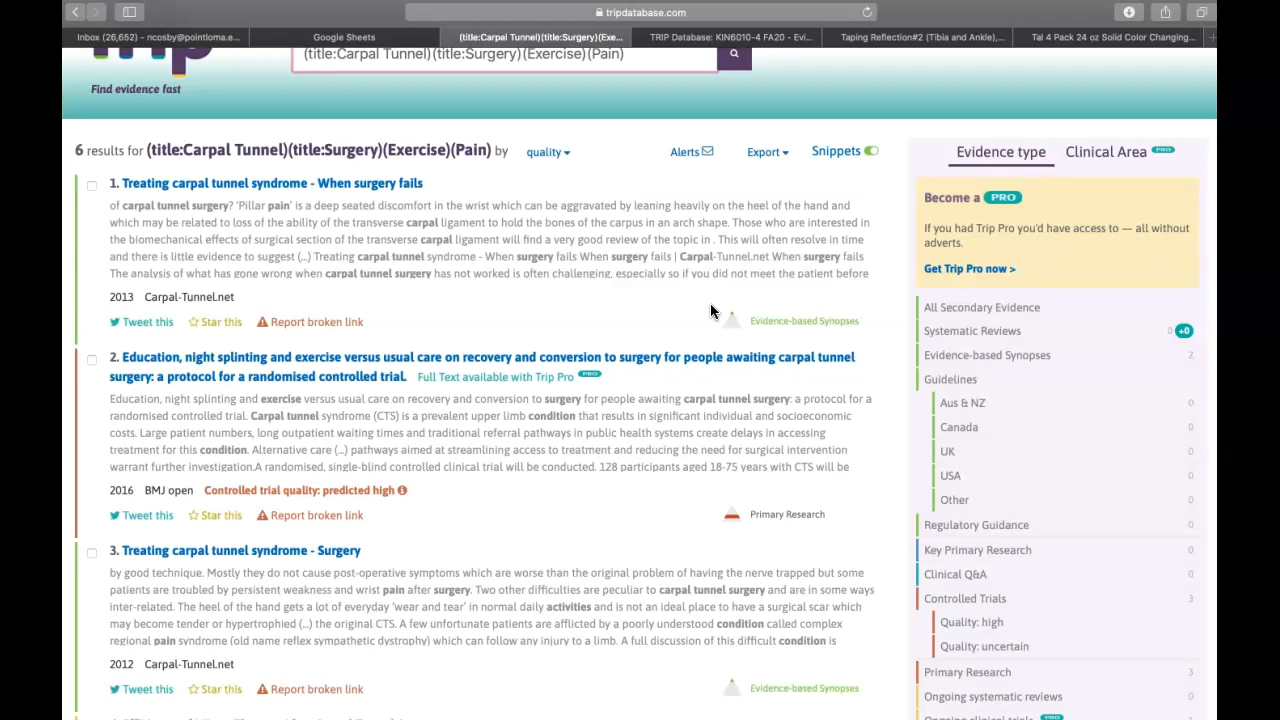 tripdatabase.com
Inbox (26,652) – ncosby@pointloma.e...
Google Sheets
(title:Carpal Tunnel)(title:Surgery)(Exe...
TRIP Database: KIN6010-4 FA20 - Evi...
Taping Reflection#2 (Tibia and Ankle),...
Tal 4 Pack 24 oz Solid Color Changing...
Trip
(title:Carpal Tunnel)(title:Surgery)(Exercise)(Pain)
Find evidence fast
6 results for (title:Carpal Tunnel)(title:Surgery)(Exercise)(Pain) by quality
Alerts
Export
Snippets
1. Treating carpal tunnel syndrome - When surgery fails
of carpal tunnel surgery? 'Pillar pain' is a deep seated discomfort in the wrist which can be aggravated by leaning heavily on the heel of the hand and
which may be related to loss of the ability of the transverse carpal ligament to hold the bones of the carpus in an arch shape. Those who are interested in
the biomechanical effects of surgical section of the transverse carpal ligament will find a very good review of the topic in . This will often resolve in time
and there is little evidence to suggest (...) Treating carpal tunnel syndrome - When surgery fails When surgery fails | Carpal-Tunnel.net When surgery fails
The analysis of what has gone wrong when carpal tunnel surgery has not worked is often challenging, especially so if you did not meet the patient before
2013 Carpal-Tunnel.net
Tweet this Star this Report broken link
Evidence-based Synopses
2. Education, night splinting and exercise versus usual care on recovery and conversion to surgery for people awaiting carpal tunnel
surgery: a protocol for a randomised controlled trial. Full Text available with Trip Pro PRO
Education, night splinting and exercise versus usual care on recovery and conversion to surgery for people awaiting carpal tunnel surgery: a protocol for a
randomised controlled trial. Carpal tunnel syndrome (CTS) is a prevalent upper limb condition that results in significant individual and socioeconomic
costs. Large patient numbers, long outpatient waiting times and traditional referral pathways in public health systems create delays in accessing
treatment for this condition. Alternative care (...) pathways aimed at streamlining access to treatment and reducing the need for surgical intervention
warrant further investigation.A randomised, single-blind controlled clinical trial will be conducted. 128 participants aged 18-75 years with CTS will be
2016 BMJ open Controlled trial quality: predicted high
Tweet this Star this Report broken link
Primary Research
3. Treating carpal tunnel syndrome - Surgery
by good technique. Mostly they do not cause post-operative symptoms which are worse than the original problem of having the nerve trapped but some
patients are troubled by persistent weakness and wrist pain after surgery. Two other difficulties are peculiar to carpal tunnel surgery and are in some ways
inter-related. The heel of the hand gets a lot of everyday 'wear and tear' in normal daily activities and is not an ideal place to have a surgical scar which
may become tender or hypertrophied (...) the original CTS. A few unfortunate patients are afflicted by a poorly understood condition called complex
regional pain syndrome (old name reflex sympathetic dystrophy) which can follow any injury to a limb. A full discussion of this difficult condition is
2012 Carpal-Tunnel.net
Tweet this Star this Report broken link
Evidence-based Synopses
Evidence type
Clinical Area PRO
Become a PRO
If you had Trip Pro you'd have access to — all without
adverts.
Get Trip Pro now >
All Secondary Evidence
Systematic Reviews 0 +0
Evidence-based Synopses 2
Guidelines
Aus & NZ 0
Canada 0
UK 0
USA 0
Other 0
Regulatory Guidance 0
Key Primary Research 0
Clinical Q&A 0
Controlled Trials 3
Quality: high
Quality: uncertain
Primary Research 3
Ongoing systematic reviews 0
Ongoing clinical trials PRO